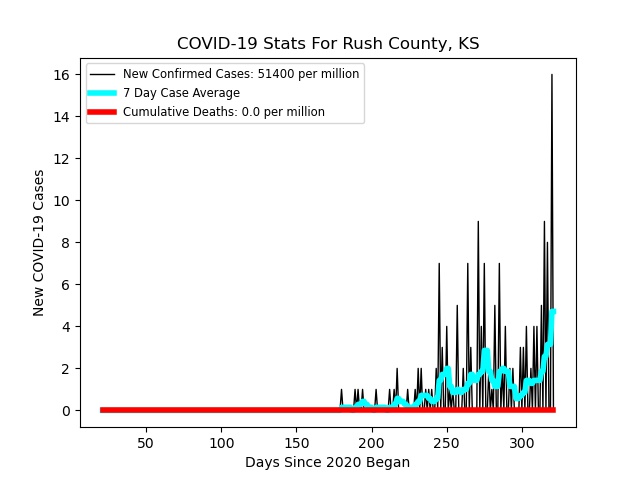 COVID-19 Stats For Rush County, KS
New Confirmed Cases: 51400 per million
7 Day Case Average
Cumulative Deaths: 0.0 per million
New COVID-19 Cases
16
14
12
10
8
6
4
2
0
50 100 150 200 250 300
Days Since 2020 Began